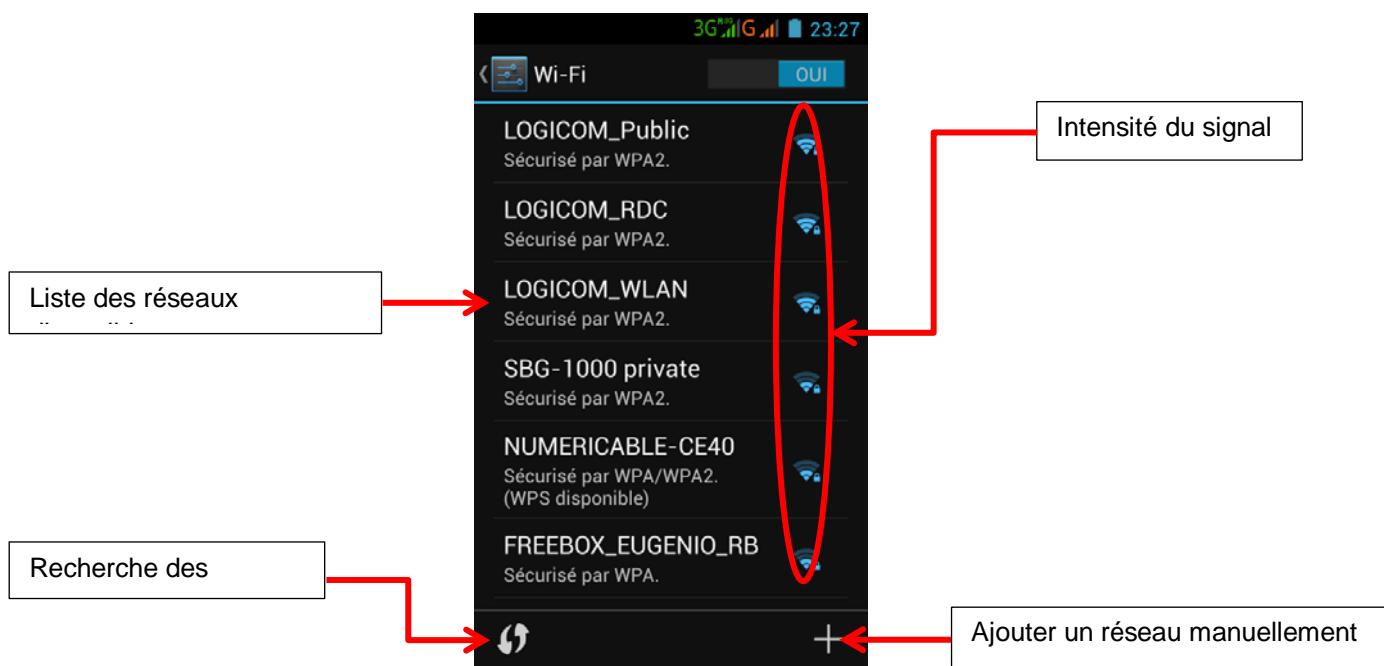 3G G 23:27
Wi-Fi OUI
LOGICOM_Public
Sécurisé par WPA2.
Intensité du signal
LOGICOM_RDC
Sécurisé par WPA2.
Liste des réseaux
LOGICOM_WLAN
Sécurisé par WPA2.
SBG-1000 private
Sécurisé par WPA2.
NUMERICABLE-CE40
Sécurisé par WPA/WPA2.
(WPS disponible)
FREEBOX_EUGENIO_RB
Sécurisé par WPA.
Recherche des
Ajouter un réseau manuellement